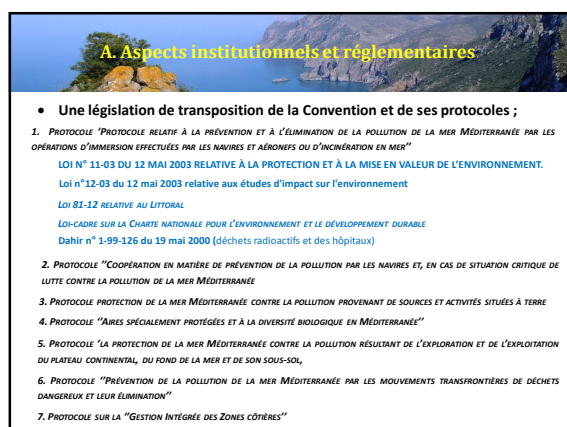 A. Aspects institutionnels et réglementaires
• Une législation de transposition de la Convention et de ses protocoles ;
1. PROTOCOLE 'PROTOCOLE RELATIF À LA PRÉVENTION ET À L'ÉLIMINATION DE LA POLLUTION DE LA MER MÉDITERRANÉE PAR LES
OPÉRATIONS D'IMMERSION EFFECTUÉES PAR LES NAVIRES ET AÉRONEFS OU D'INCINÉRATION EN MER"
LOI N° 11-03 DU 12 MAI 2003 RELATIVE À LA PROTECTION ET À LA MISE EN VALEUR DE L'ENVIRONNEMENT.
Loi n°12-03 du 12 mai 2003 relative aux études d'impact sur l'environnement
LOI 81-12 RELATIVE AU LITTORAL
LOI-CADRE SUR LA CHARTE NATIONALE POUR L'ENVIRONNEMENT ET LE DÉVELOPPEMENT DURABLE
Dahir n° 1-99-126 du 19 mai 2000 (déchets radioactifs et des hôpitaux)
2. PROTOCOLE "COOPÉRATION EN MATIÈRE DE PRÉVENTION DE LA POLLUTION PAR LES NAVIRES ET, EN CAS DE SITUATION CRITIQUE DE
LUTTE CONTRE LA POLLUTION DE LA MER MÉDITERRANÉE
3. PROTOCOLE PROTECTION DE LA MER MÉDITERRANÉE CONTRE LA POLLUTION PROVENANT DE SOURCES ET ACTIVITÉS SITUÉES À TERRE
4. PROTOCOLE "AIRES SPÉCIALEMENT PROTÉGÉES ET À LA DIVERSITÉ BIOLOGIQUE EN MÉDITERRANÉE"
5. PROTOCOLE 'LA PROTECTION DE LA MER MÉDITERRANÉE CONTRE LA POLLUTION RÉSULTANT DE L'EXPLORATION ET DE L'EXPLOITATION
DU PLATEAU CONTINENTAL, DU FOND DE LA MER ET DE SON SOUS-SOL,
6. PROTOCOLE "PRÉVENTION DE LA POLLUTION DE LA MER MÉDITERRANÉE PAR LES MOUVEMENTS TRANSFRONTIÈRES DE DÉCHETS
DANGEREUX ET LEUR ÉLIMINATION"
7. PROTOCOLE SUR LA "GESTION INTÉGRÉE DES ZONES CÔTIÈRES"